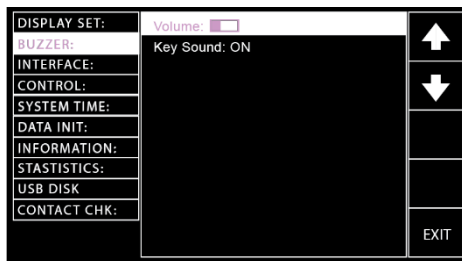 DISPLAY SET:
BUZZER:
INTERFACE:
CONTROL:
SYSTEM TIME:
DATA INIT:
INFORMATION:
STASTISTICS:
USB DISK
CONTACT CHK:
Volume:
Key Sound: ON
EXIT